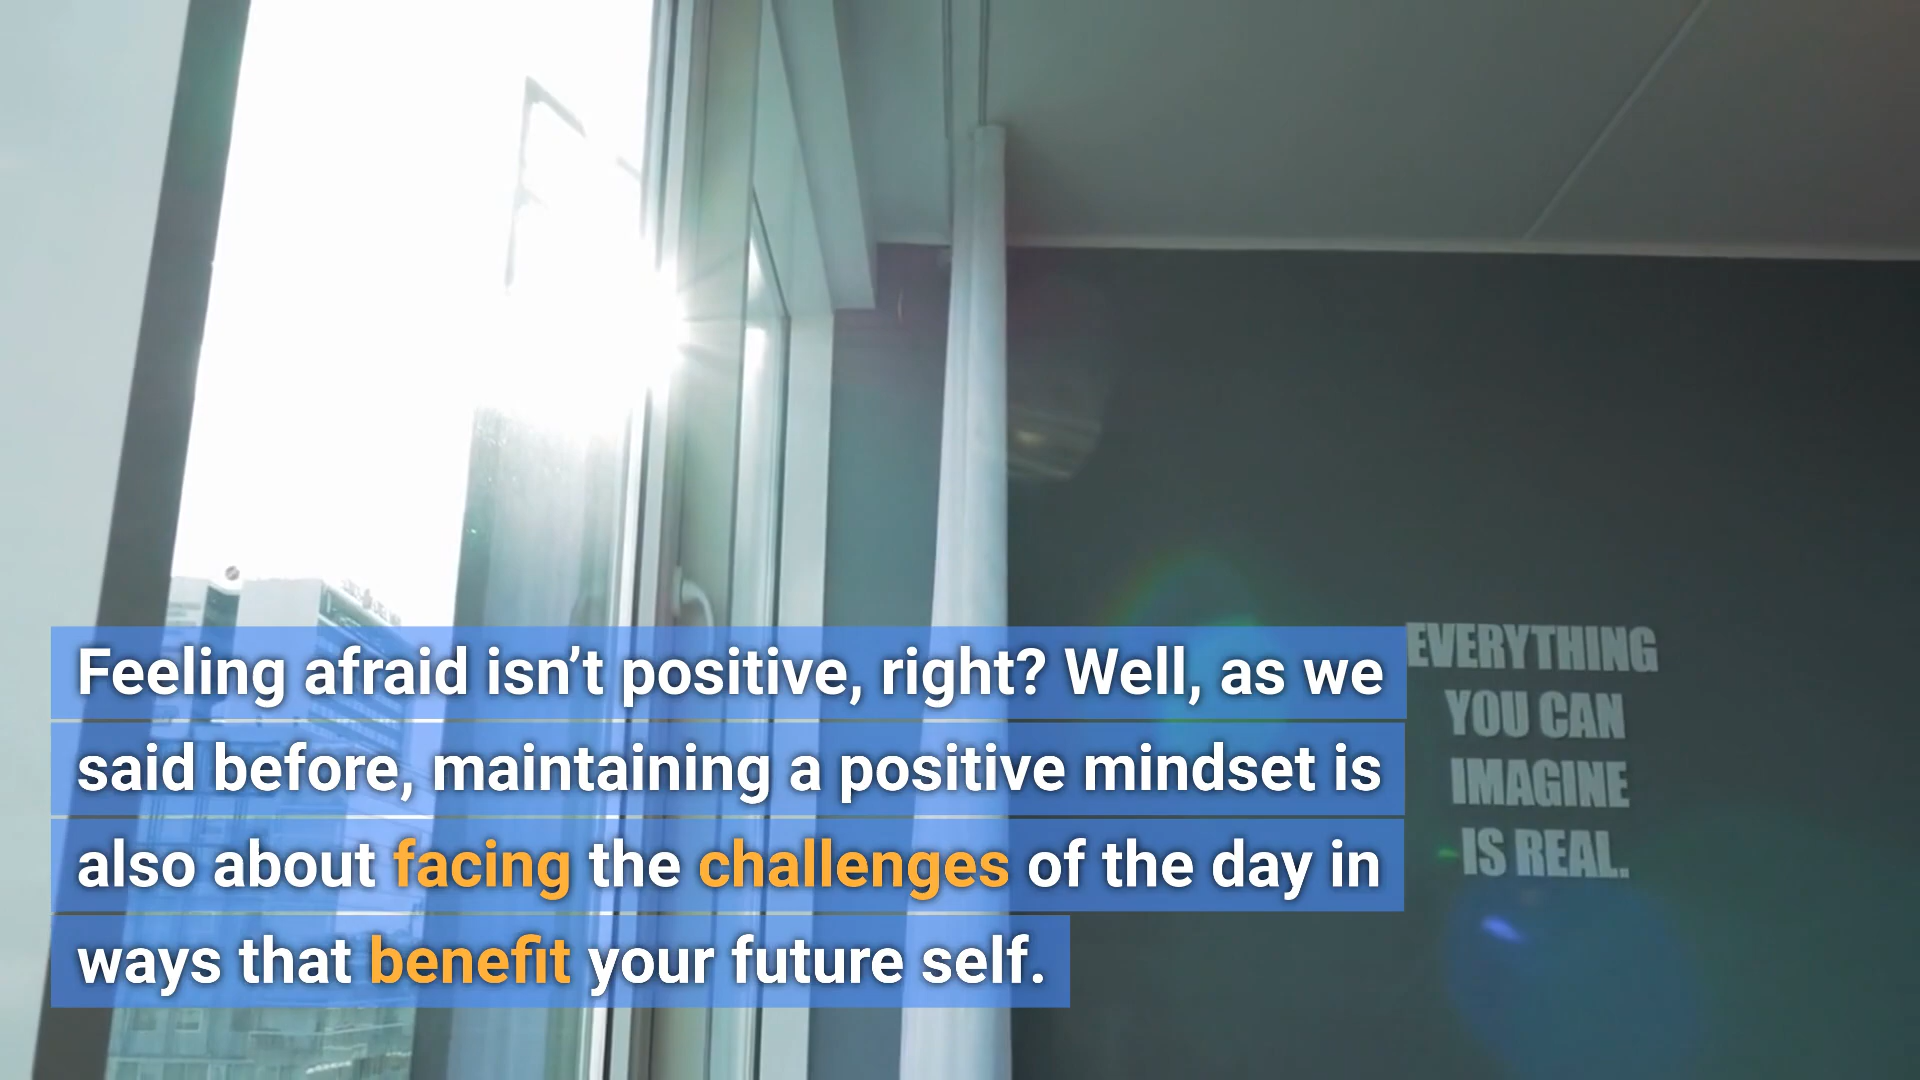 Feeling afraid isn’t positive, right? Well, as we
said before, maintaining a positive mindset is
also about facing the challenges of the day in
ways that benefit your future self.
EVERYTHING
YOU CAN
IMAGINE
IS REAL.